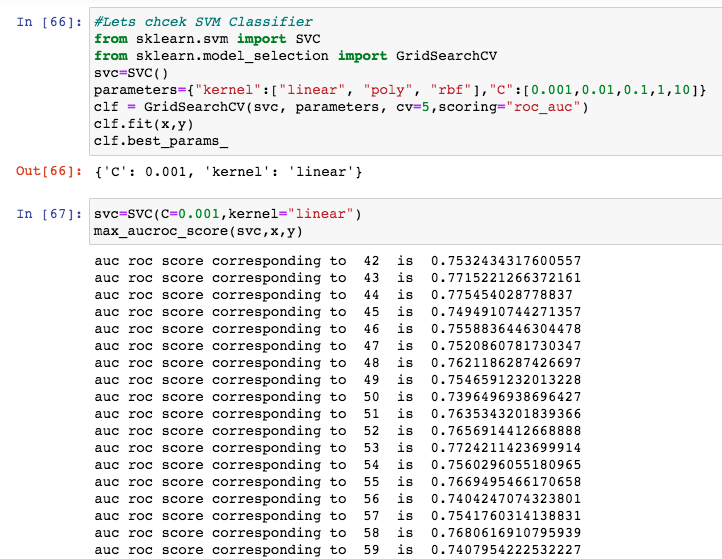 In [66]: #Lets chcek SVM Classifier
from sklearn.svm import SVC
from sklearn.model_selection import GridSearchCV
svc=SVC()
parameters={"kernel":["linear", "poly", "rbf"],"C":[0.001,0.01,0.1,1,10]}
clf = GridSearchCV(svc, parameters, cv=5,scoring="roc_auc")
clf.fit(x,y)
clf.best_params_
Out[66]: {'C': 0.001, 'kernel': 'linear'}
In [67]: svc=SVC(C=0.001,kernel="linear")
max_aucroc_score(svc,x,y)
auc roc score corresponding to  42  is  0.7532434317600557
auc roc score corresponding to  43  is  0.7715221266372161
auc roc score corresponding to  44  is  0.775454028778837
auc roc score corresponding to  45  is  0.7494910744271357
auc roc score corresponding to  46  is  0.7558836446304478
auc roc score corresponding to  47  is  0.7520860781730347
auc roc score corresponding to  48  is  0.7621186287426697
auc roc score corresponding to  49  is  0.7546591232013228
auc roc score corresponding to  50  is  0.7396496938696427
auc roc score corresponding to  51  is  0.7635343201839366
auc roc score corresponding to  52  is  0.7656914412668888
auc roc score corresponding to  53  is  0.7724211423699914
auc roc score corresponding to  54  is  0.7560296055180965
auc roc score corresponding to  55  is  0.7669495466170658
auc roc score corresponding to  56  is  0.7404247074323801
auc roc score corresponding to  57  is  0.7541760314138831
auc roc score corresponding to  58  is  0.7680616910795939
auc roc score corresponding to  59  is  0.7407954222532227